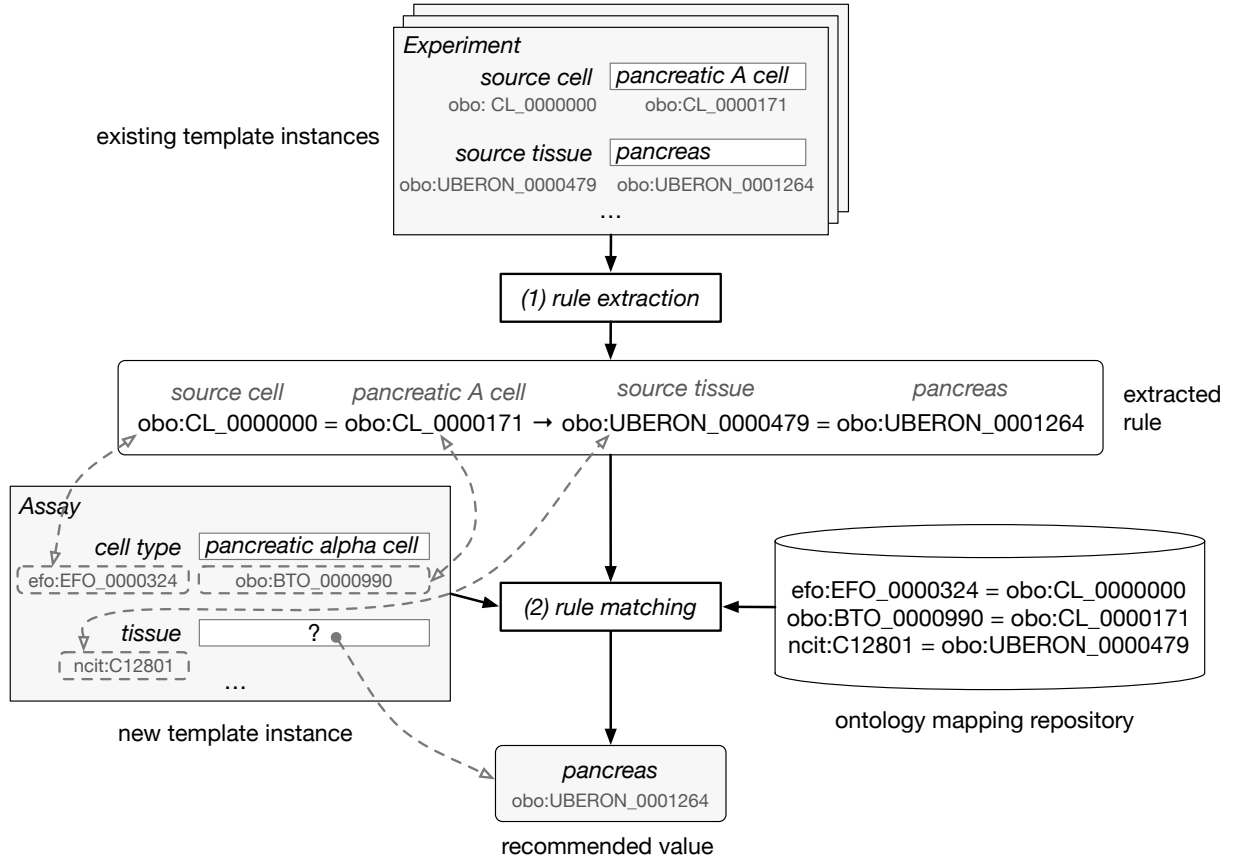 Experiment
source cell pancreatic A cell
obo: CL_0000000 obo:CL_0000171
existing template instances
source tissue pancreas
obo:UBERON_0000479 obo:UBERON_0001264
...
(1) rule extraction
source cell pancreatic A cell source tissue pancreas
obo:CL_0000000 = obo:CL_0000171 → obo:UBERON_0000479 = obo:UBERON_0001264
extracted
rule
Assay
cell type pancreatic alpha cell
efo:EFO_0000324 obo:BTO_0000990
tissue ?
ncit:C12801
...
new template instance
(2) rule matching
efo:EFO_0000324 = obo:CL_0000000
obo:BTO_0000990 = obo:CL_0000171
ncit:C12801 = obo:UBERON_0000479
ontology mapping repository
pancreas
obo:UBERON_0001264
recommended value